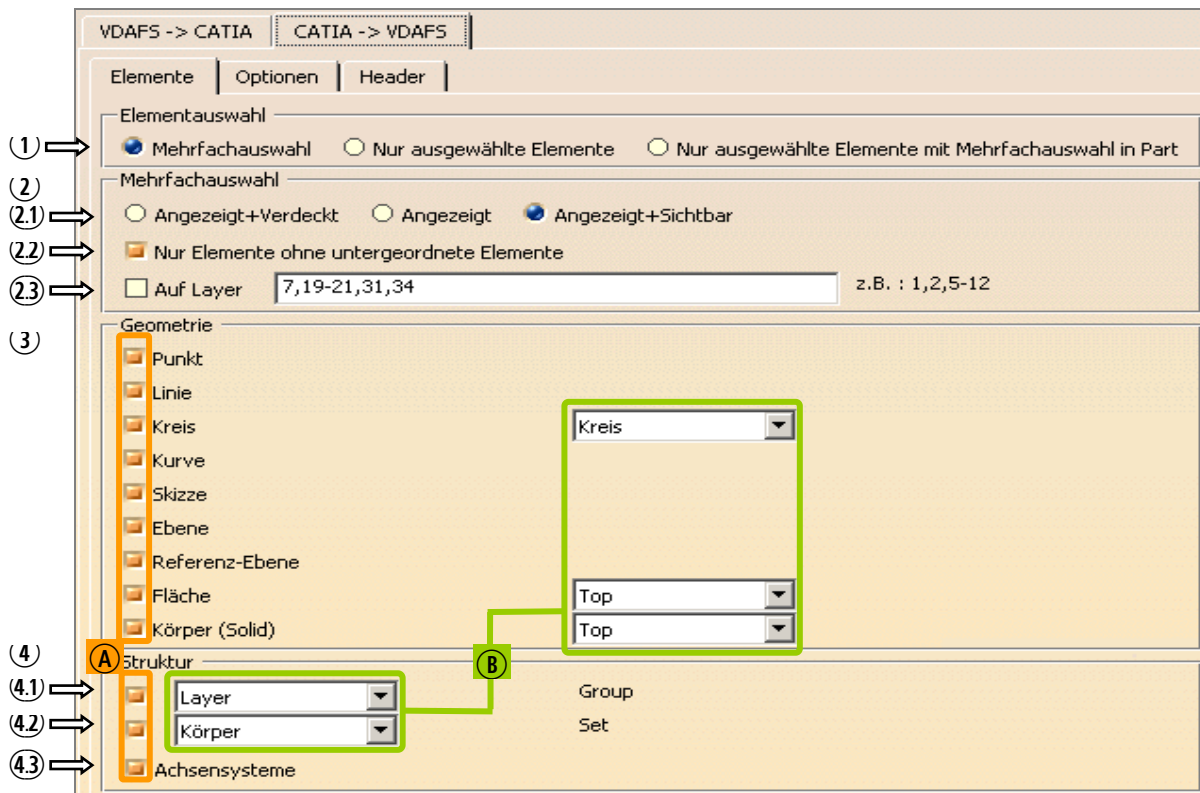 VDAFS -> CATIA CATIA -> VDAFS
Elemente Optionen Header
Elementauswahl
(1) Mehrfachauswahl Nur ausgewählte Elemente Nur ausgewählte Elemente mit Mehrfachauswahl in Part
(2) Mehrfachauswahl
(2.1) Angezeigt+Verdeckt Angezeigt Angezeigt+Sichtbar
(2.2) Nur Elemente ohne untergeordnete Elemente
(2.3) Auf Layer 7,19-21,31,34 z.B. : 1,2,5-12
(3) Geometrie
Punkt
Linie
Kreis Kreis
Kurve
Skizze
Ebene
Referenz-Ebene
Fläche Top
Körper (Solid) Top
(4) A Struktur B
(4.1) Layer Group
(4.2) Körper Set
(4.3) Achsensysteme